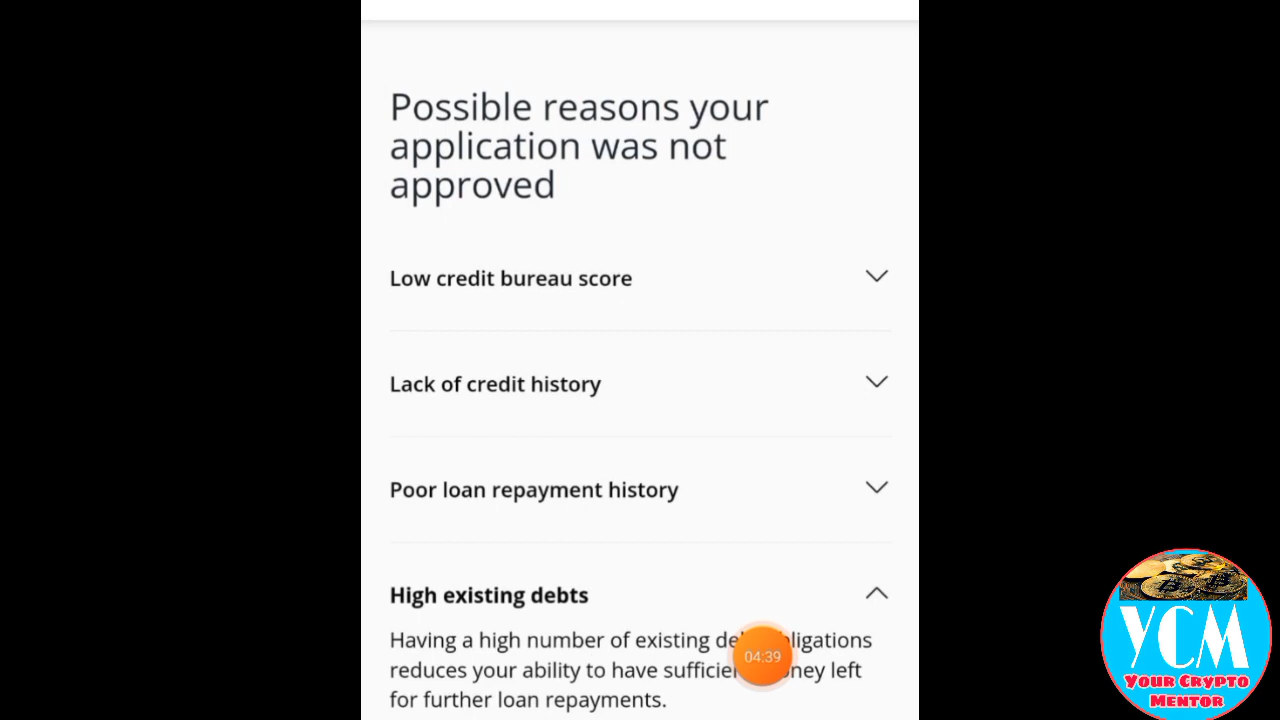 Possible reasons your
application was not
approved
Low credit bureau score
Lack of credit history
Poor loan repayment history
High existing debts
Having a high number of existing ligations
reduces your ability to have left
for further loan repayments.
04:39
YCM
Your Crypto
Mentor